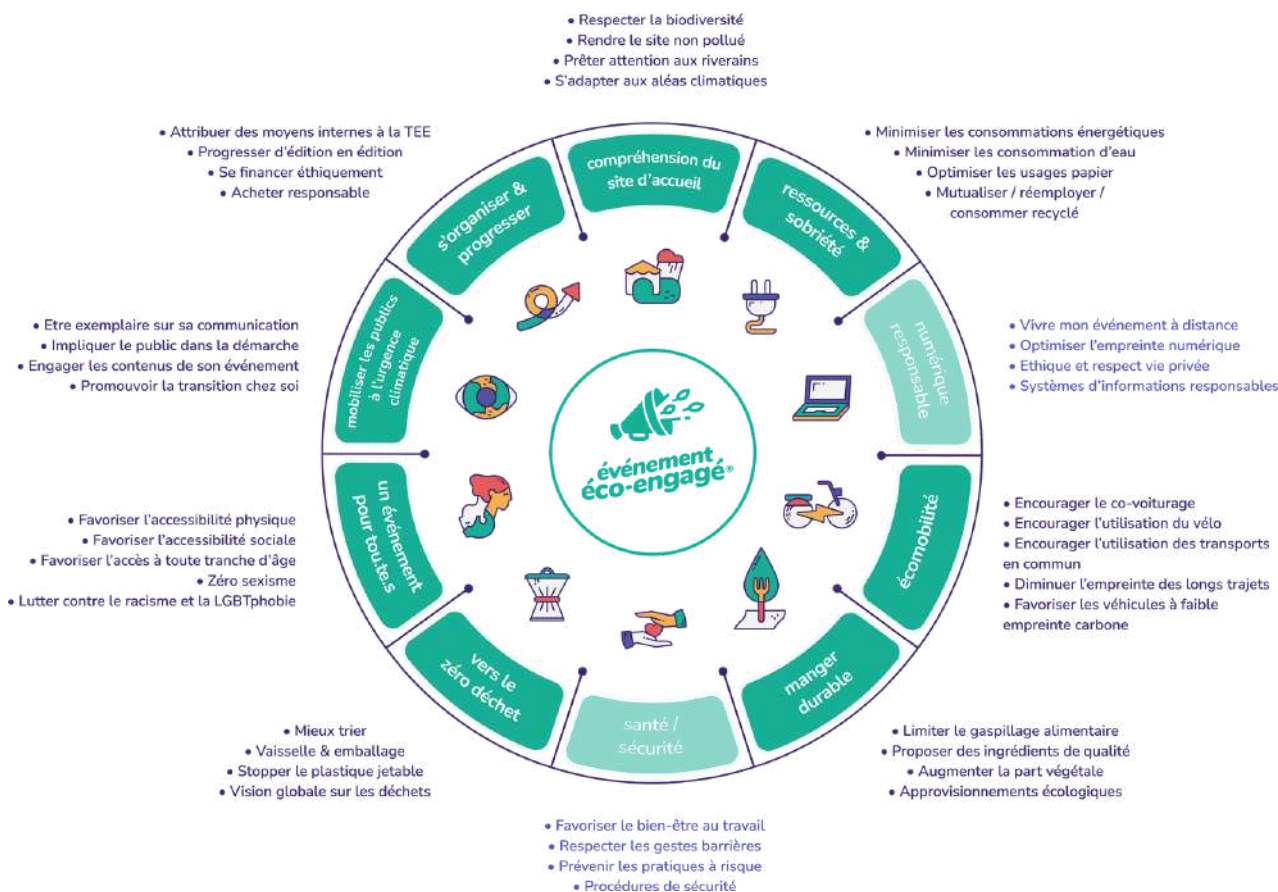 • Respecter la biodiversité
• Rendre le site non pollué
• Prêter attention aux riverains
• S'adapter aux aléas climatiques
compréhension du
site d'accueil
• Minimiser les consommations énergétiques
• Minimiser les consommation d'eau
• Optimiser les usages papier
• Mutualiser / réemployer /
consommer recyclé
ressources &
sobriété
• Vivre mon événement à distance
• Optimiser l'empreinte numérique
• Ethique et respect vie privée
• Systèmes d'informations responsables
numérique
responsable
• Encourager le co-voiturage
• Encourager l'utilisation du vélo
• Encourager l'utilisation des transports
en commun
• Diminuer l'empreinte des longs trajets
• Favoriser les véhicules à faible
empreinte carbone
écomobilité
• Limiter le gaspillage alimentaire
• Proposer des ingrédients de qualité
• Augmenter la part végétale
• Approvisionnements écologiques
manger
durable
santé /
sécurité
• Favoriser le bien-être au travail
• Respecter les gestes barrières
• Prévenir les pratiques à risque
• Procédures de sécurité
vers le
zéro déchet
• Mieux trier
• Vaisselle & emballage
• Stopper le plastique jetable
• Vision globale sur les déchets
un événement
pour tou.te.s
• Favoriser l'accessibilité physique
• Favoriser l'accessibilité sociale
• Favoriser l'accès à toute tranche d'âge
• Zéro sexisme
• Lutter contre le racisme et la LGBTphobie
mobiliser les publics
à l'urgence
climatique
• Etre exemplaire sur sa communication
• Impliquer le public dans la démarche
• Engager les contenus de son événement
• Promouvoir la transition chez soi
s'organiser &
progresser
• Attribuer des moyens internes à la TEE
• Progresser d'édition en édition
• Se financer éthiquement
• Acheter responsable
événement
éco-engagé®